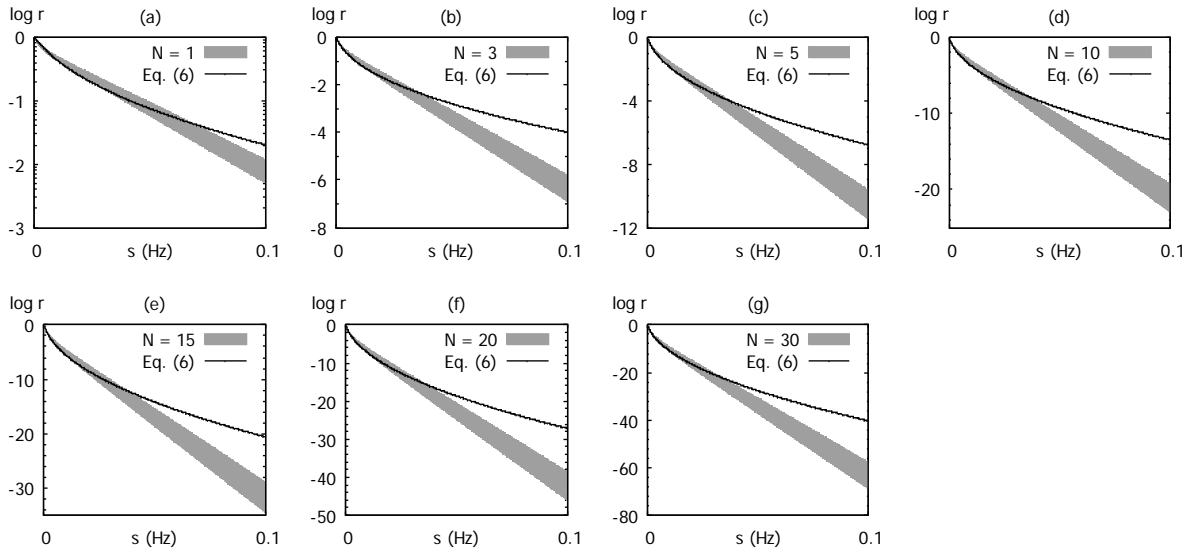 log r (a)
0
-1
-2
-3
N = 1
Eq. (6)
0 s (Hz) 0.1
log r (b)
0
-2
-4
-6
-8
N = 3
Eq. (6)
0 s (Hz) 0.1
log r (c)
0
-4
-8
-12
N = 5
Eq. (6)
0 s (Hz) 0.1
log r (d)
0
-10
-20
N = 10
Eq. (6)
0 s (Hz) 0.1
log r (e)
0
-10
-20
-30
N = 15
Eq. (6)
0 s (Hz) 0.1
log r (f)
0
-10
-20
-30
-40
-50
N = 20
Eq. (6)
0 s (Hz) 0.1
log r (g)
0
-20
-40
-60
-80
N = 30
Eq. (6)
0 s (Hz) 0.1